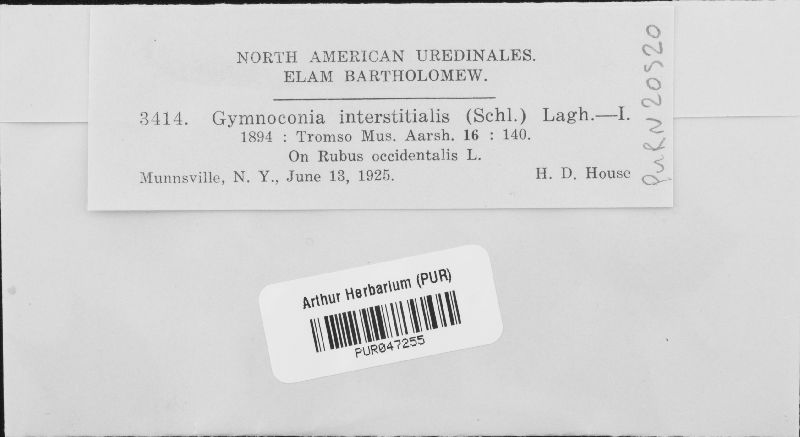 NORTH AMERICAN UREDINALES.
ELAM BARTHOLOMEW.
3414. Gymnoconia interstitialis (Schl.) Lagh.—I.
1894 : Tromso Mus. Aarsh. 16 : 140.
On Rubus occidentalis L.
Munnsville, N. Y., June 13, 1925. H. D. House
PURN 20520
Arthur Herbarium (PUR)
PUR047255